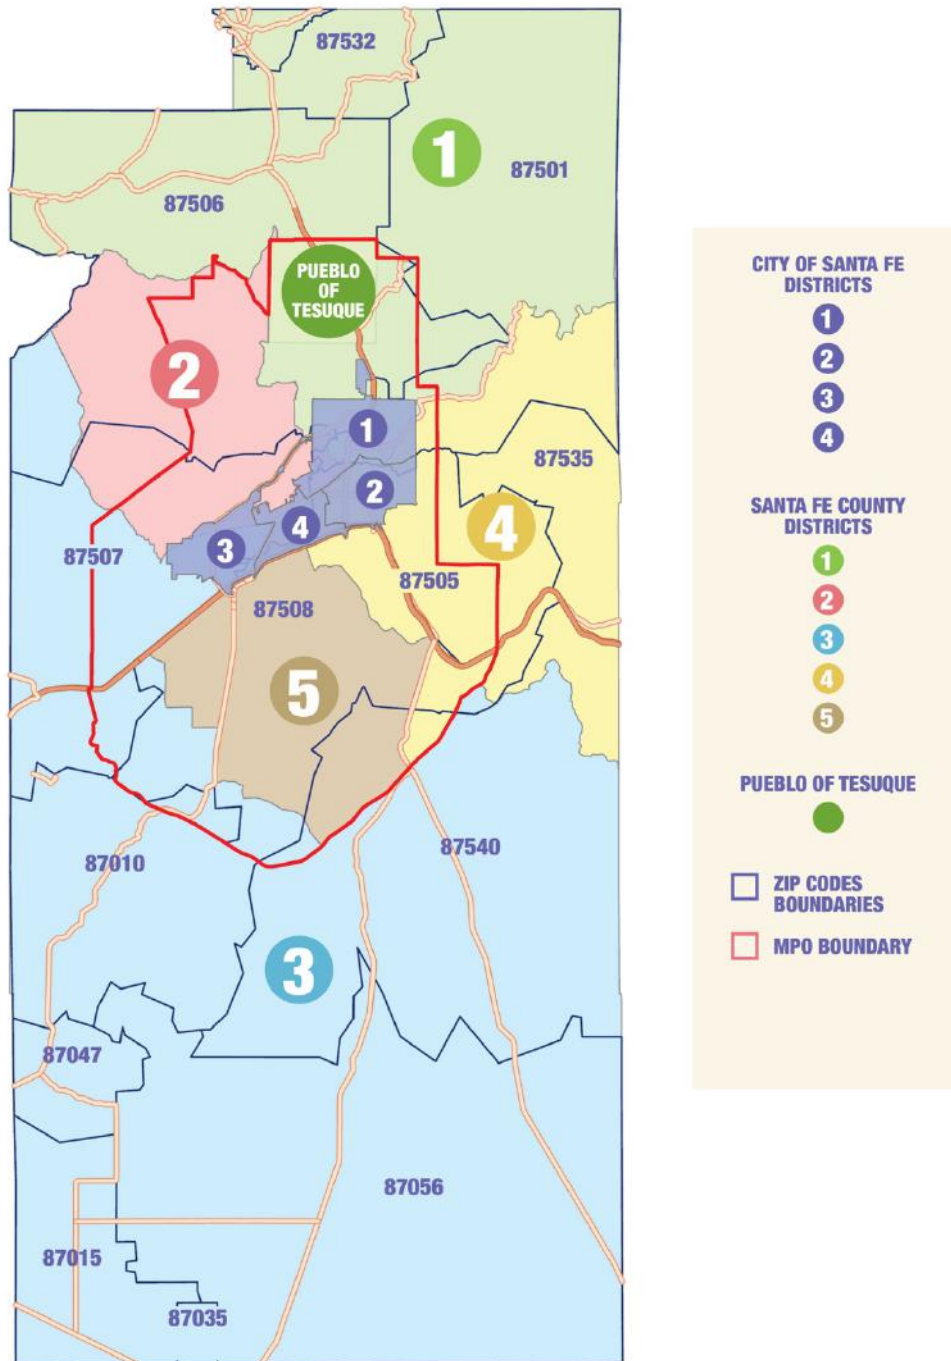 87532
1
87501
87506
PUEBLO
OF
TESUQUE
2
1
87535
2
4
4
3
87507
87505
87508
5
87540
87010
3
87047
87056
87015
87035
CITY OF SANTA FE
DISTRICTS
1
2
3
4
SANTA FE COUNTY
DISTRICTS
1
2
3
4
5
PUEBLO OF TESUQUE
ZIP CODES
BOUNDARIES
MPO BOUNDARY